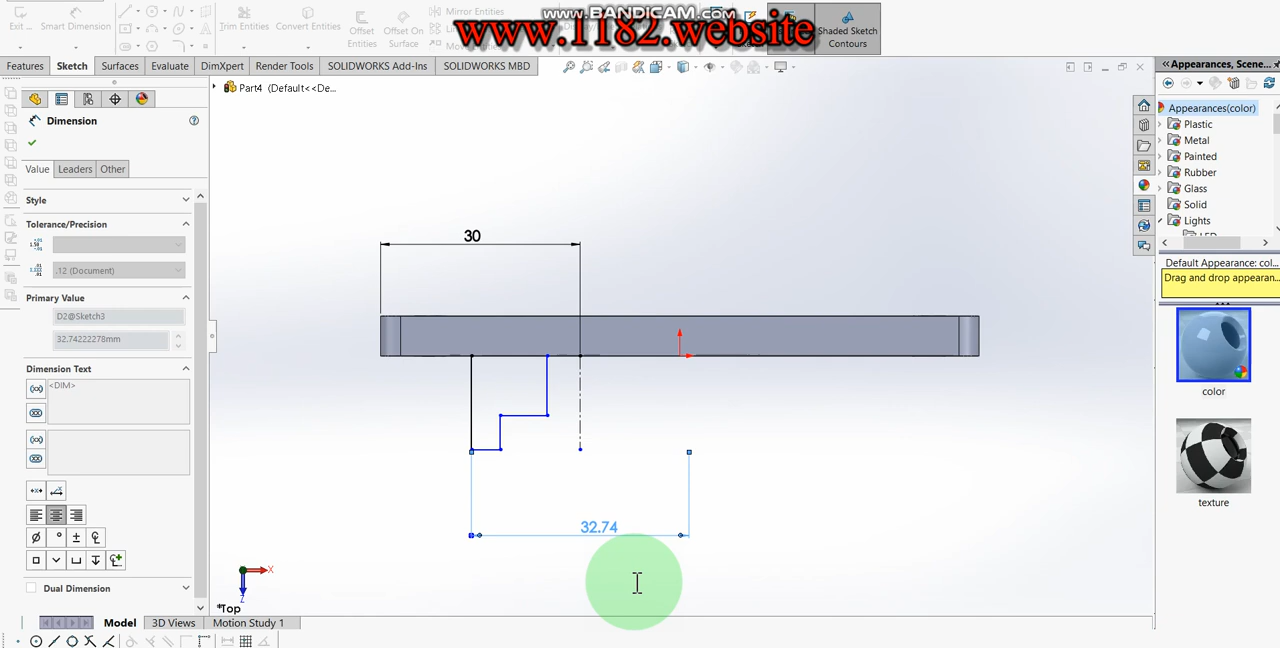 www.BANDICAM.com
www.1182.website
Exit ...
Smart Dimension
Trim Entities
Convert Entities
Offset Entities
Offset On Surface
Mirror Entities
Shaded Sketch Contours
Features
Sketch
Surfaces
Evaluate
DimXpert
Render Tools
SOLIDWORKS Add-Ins
SOLIDWORKS MBD
Part4 (Default<<De...
Dimension
Value
Leaders
Other
Style
Tolerance/Precision
.12 (Document)
Primary Value
D2@Sketch3
32.74222278mm
Dimension Text
<DIM>
Dual Dimension
30
32.74
X
Z
*Top
Model
3D Views
Motion Study 1
Appearances, Scene...
Appearances(color)
Plastic
Metal
Painted
Rubber
Glass
Solid
Lights
Default Appearance: col...
Drag and drop appearan...
color
texture